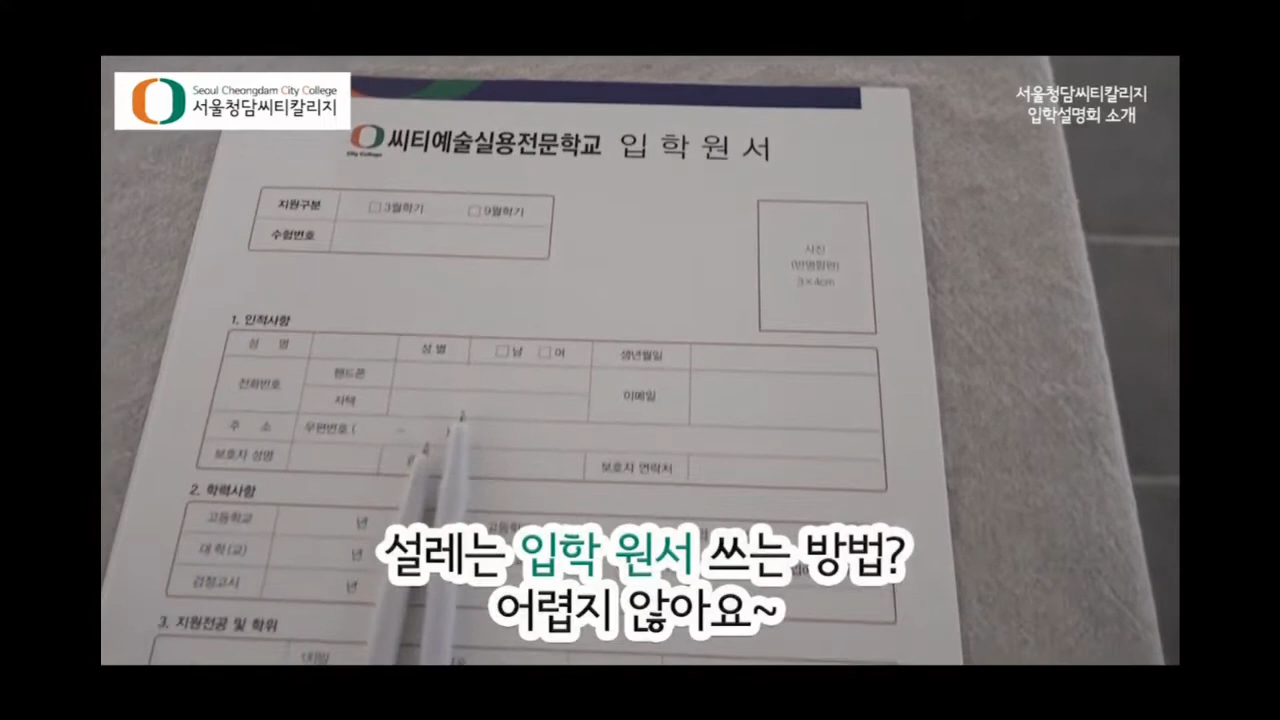 Seoul Cheongdam City College
서울청담씨티칼리지
서울청담씨티칼리지
입학설명회 소개
City College
씨티예술실용전문학교 입 학 원 서
지원구분 □ 3월학기 □ 9월학기
수험번호
사진
(반명함판)
3×4cm
1. 인적사항
성 명 성 별 □ 남 □ 여 생년월일
전화번호 핸드폰 이메일
자택
주 소 우편번호 ( - )
보호자 성명 보호자 연락처
2. 학력사항
고등학교 년 고등학
대 학 (교) 년
검정고시 년
설레는 입학 원서 쓰는 방법?
어렵지 않아요~
3. 지원전공 및 학위